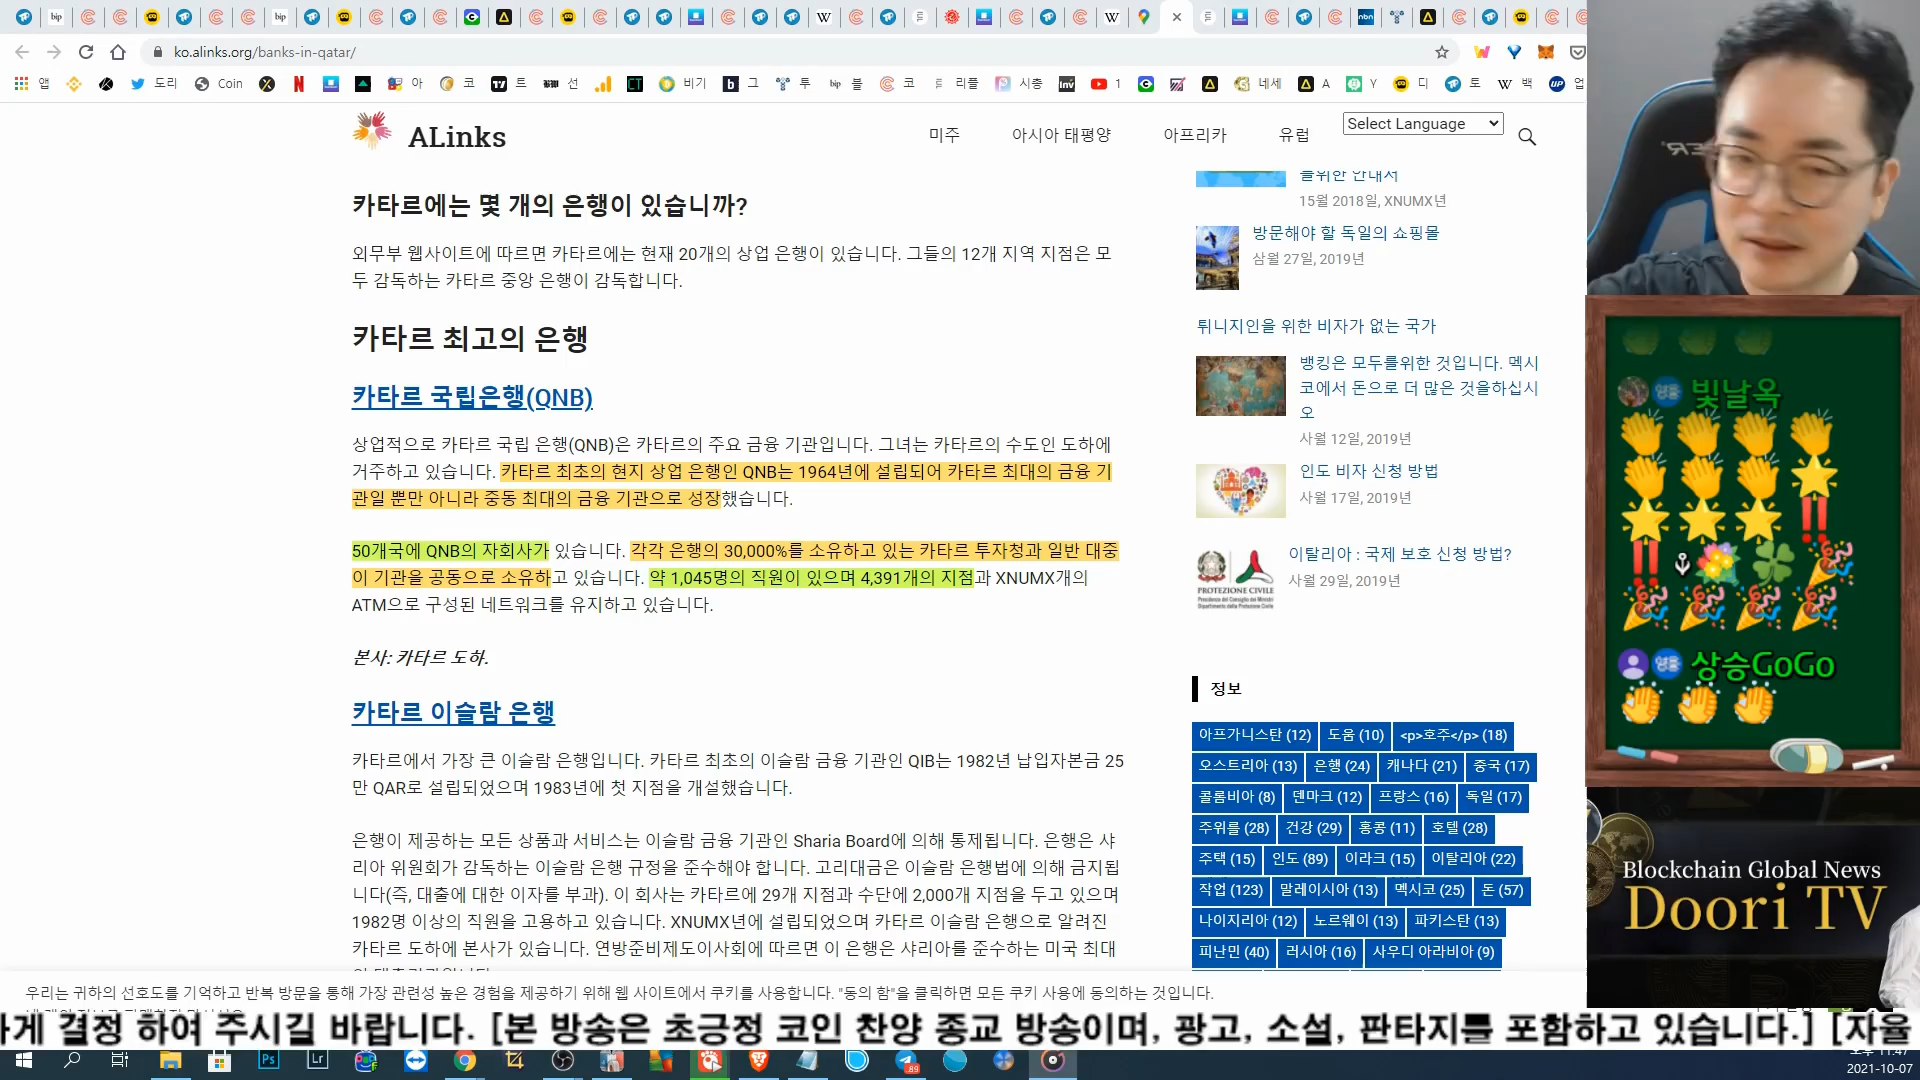 ko.alinks.org/banks-in-qatar/
앱
도리
Coin
아
코
트
선
비기
그
투
블
코
리플
시총
1
네세
A
Y
디
토
백
업
ALinks
미주
아시아 태평양
아프리카
유럽
Select Language
카타르에는 몇 개의 은행이 있습니까?
외무부 웹사이트에 따르면 카타르에는 현재 20개의 상업 은행이 있습니다. 그들의 12개 지역 지점은 모
두 감독하는 카타르 중앙 은행이 감독합니다.
카타르 최고의 은행
카타르 국립은행(QNB)
상업적으로 카타르 국립 은행(QNB)은 카타르의 주요 금융 기관입니다. 그녀는 카타르의 수도인 도하에
거주하고 있습니다. 카타르 최초의 현지 상업 은행인 QNB는 1964년에 설립되어 카타르 최대의 금융 기
관일 뿐만 아니라 중동 최대의 금융 기관으로 성장했습니다.
50개국에 QNB의 자회사가 있습니다. 각각 은행의 30,000%를 소유하고 있는 카타르 투자청과 일반 대중
이 기관을 공동으로 소유하고 있습니다. 약 1,045명의 직원이 있으며 4,391개의 지점과 XNUMX개의
ATM으로 구성된 네트워크를 유지하고 있습니다.
본사: 카타르 도하.
카타르 이슬람 은행
카타르에서 가장 큰 이슬람 은행입니다. 카타르 최초의 이슬람 금융 기관인 QIB는 1982년 납입자본금 25
만 QAR로 설립되었으며 1983년에 첫 지점을 개설했습니다.
은행이 제공하는 모든 상품과 서비스는 이슬람 금융 기관인 Sharia Board에 의해 통제됩니다. 은행은 샤
리아 위원회가 감독하는 이슬람 은행 규정을 준수해야 합니다. 고리대금은 이슬람 은행법에 의해 금지됩
니다(즉, 대출에 대한 이자를 부과). 이 회사는 카타르에 29개 지점과 수단에 2,000개 지점을 두고 있으며
1982명 이상의 직원을 고용하고 있습니다. XNUMX년에 설립되었으며 카타르 이슬람 은행으로 알려진
카타르 도하에 본사가 있습니다. 연방준비제도이사회에 따르면 이 은행은 샤리아를 준수하는 미국 최대
를위한 안내서
15월 2018일, XNUMX년
방문해야 할 독일의 쇼핑몰
삼월 27일, 2019년
튀니지인을 위한 비자가 없는 국가
뱅킹은 모두를위한 것입니다. 멕시
코에서 돈으로 더 많은 것을하십시
오
사월 12일, 2019년
인도 비자 신청 방법
사월 17일, 2019년
PROTEZIONE CIVILE
이탈리아 : 국제 보호 신청 방법?
사월 29일, 2019년
정보
아프가니스탄 (12) 도움 (10) <p>호주</p> (18)
오스트리아 (13) 은행 (24) 캐나다 (21) 중국 (17)
콜롬비아 (8) 덴마크 (12) 프랑스 (16) 독일 (17)
주위를 (28) 건강 (29) 홍콩 (11) 호텔 (28)
주택 (15) 인도 (89) 이라크 (15) 이탈리아 (22)
작업 (123) 말레이시아 (13) 멕시코 (25) 돈 (57)
나이지리아 (12) 노르웨이 (13) 파키스탄 (13)
피난민 (40) 러시아 (16) 사우디 아라비아 (9)
우리는 귀하의 선호도를 기억하고 반복 방문을 통해 가장 관련성 높은 경험을 제공하기 위해 웹 사이트에서 쿠키를 사용합니다. "동의 함"을 클릭하면 모든 쿠키 사용에 동의하는 것입니다.
하게 결정 하여 주시길 바랍니다. [본 방송은 초긍정 코인 찬양 종교 방송이며, 광고, 소설, 판타지를 포함하고 있습니다.] [자율
빛날옥
상승GoGo
Blockchain Global News
Doori TV
오후 11:47
2021-10-07